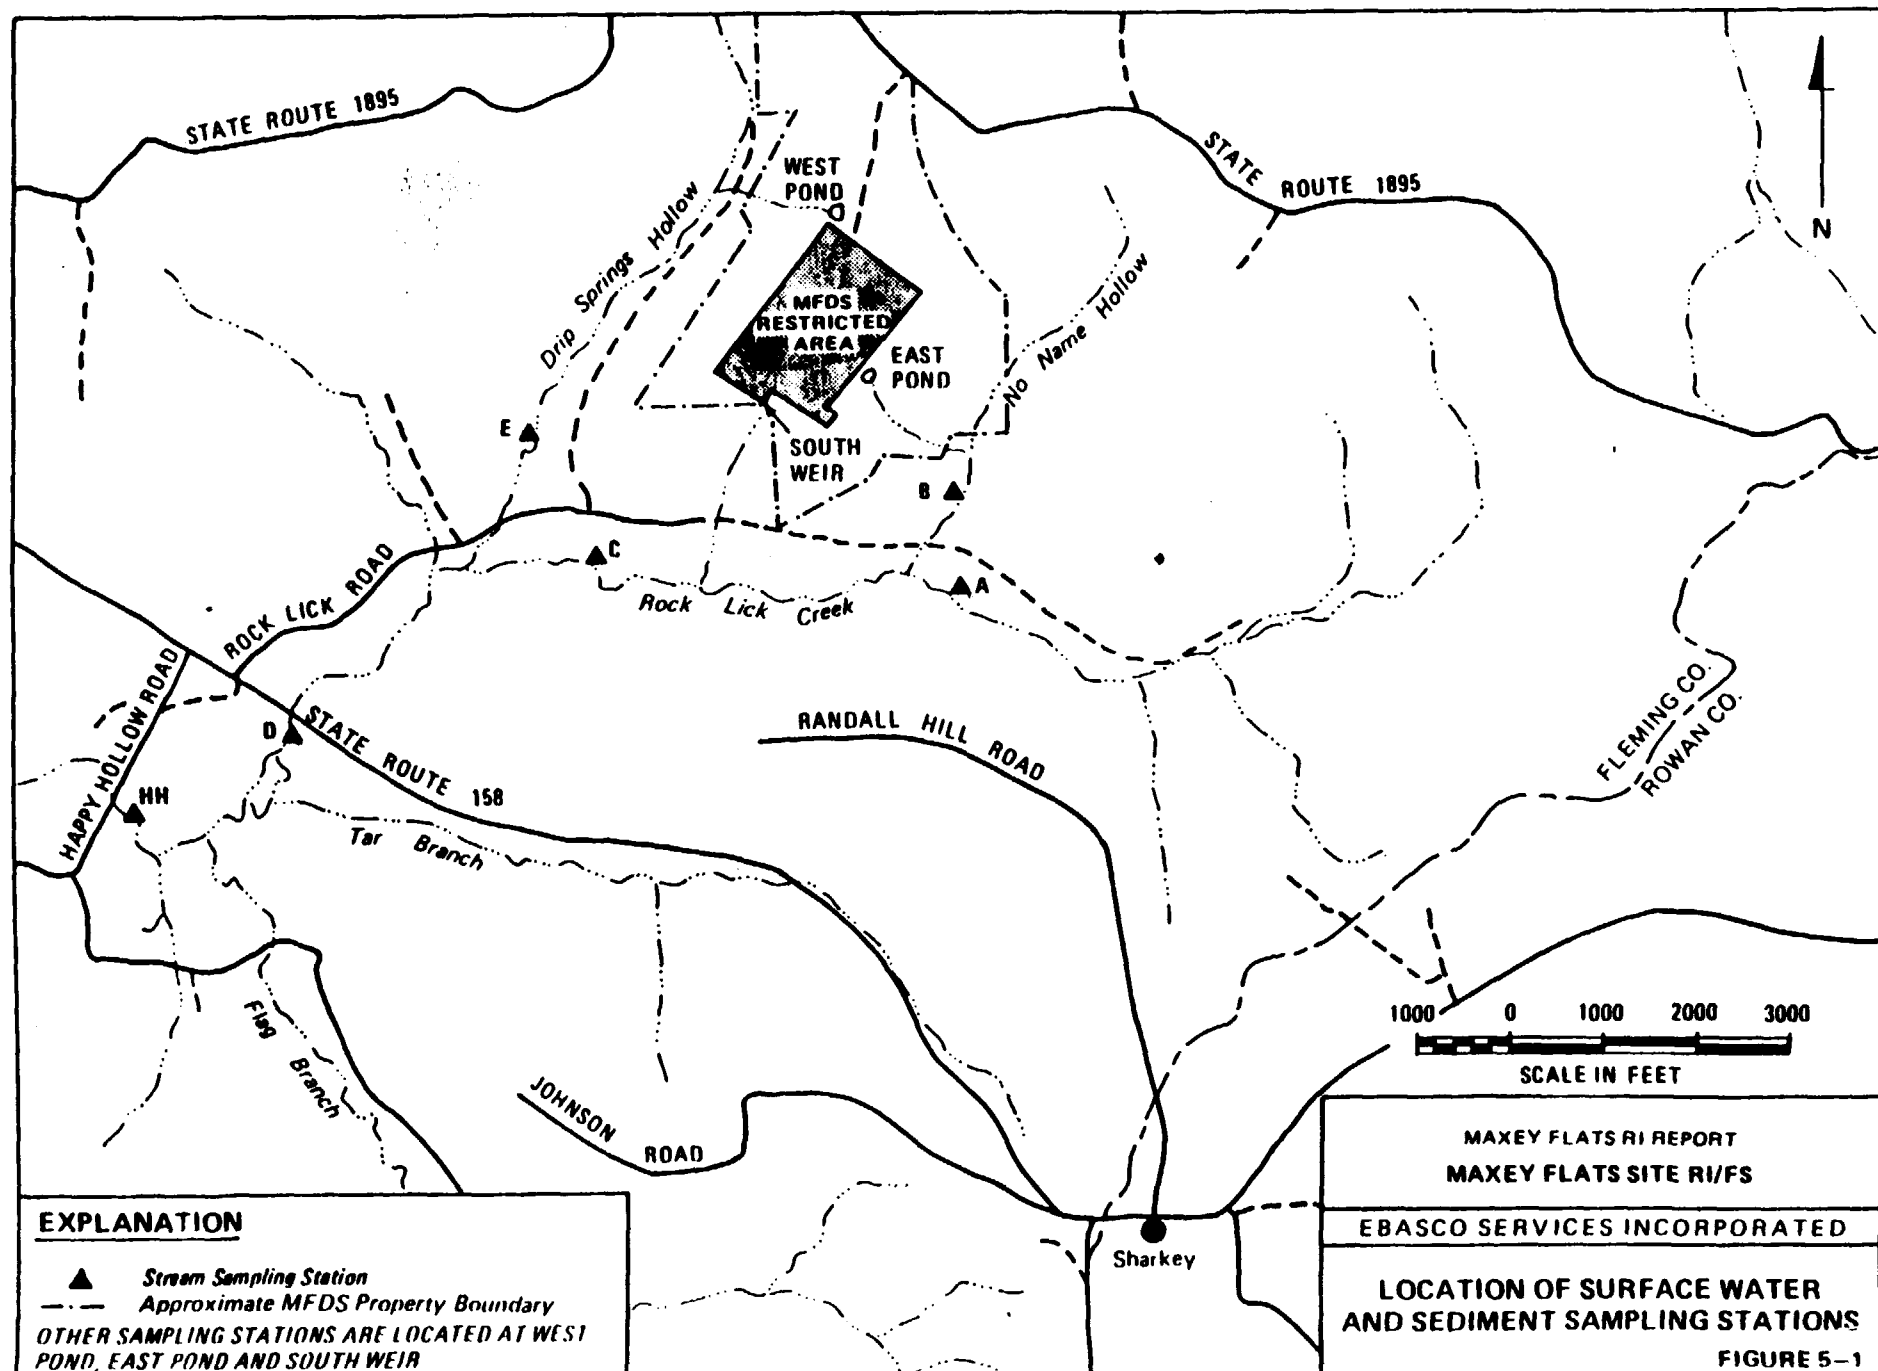 STATE ROUTE 1895
STATE ROUTE 1895
N
WEST
POND
Drip Springs Hollow
MFDS
RESTRICTED
AREA
EAST
POND
No Name Hollow
SOUTH
WEIR
E
B
C
A
Rock Lick Creek
ROCK LICK ROAD
HAPPY HOLLOW ROAD
D
STATE ROUTE 158
HH
Tar Branch
RANDALL HILL ROAD
FLEMING CO.
ROWAN CO.
Flag Branch
JOHNSON ROAD
Sharkey
1000 0 1000 2000 3000
SCALE IN FEET
EXPLANATION
Stream Sampling Station
Approximate MFDS Property Boundary
OTHER SAMPLING STATIONS ARE LOCATED AT WEST
POND, EAST POND AND SOUTH WEIR
MAXEY FLATS RI REPORT
MAXEY FLATS SITE RI/FS
EBASCO SERVICES INCORPORATED
LOCATION OF SURFACE WATER
AND SEDIMENT SAMPLING STATIONS
FIGURE 5-1